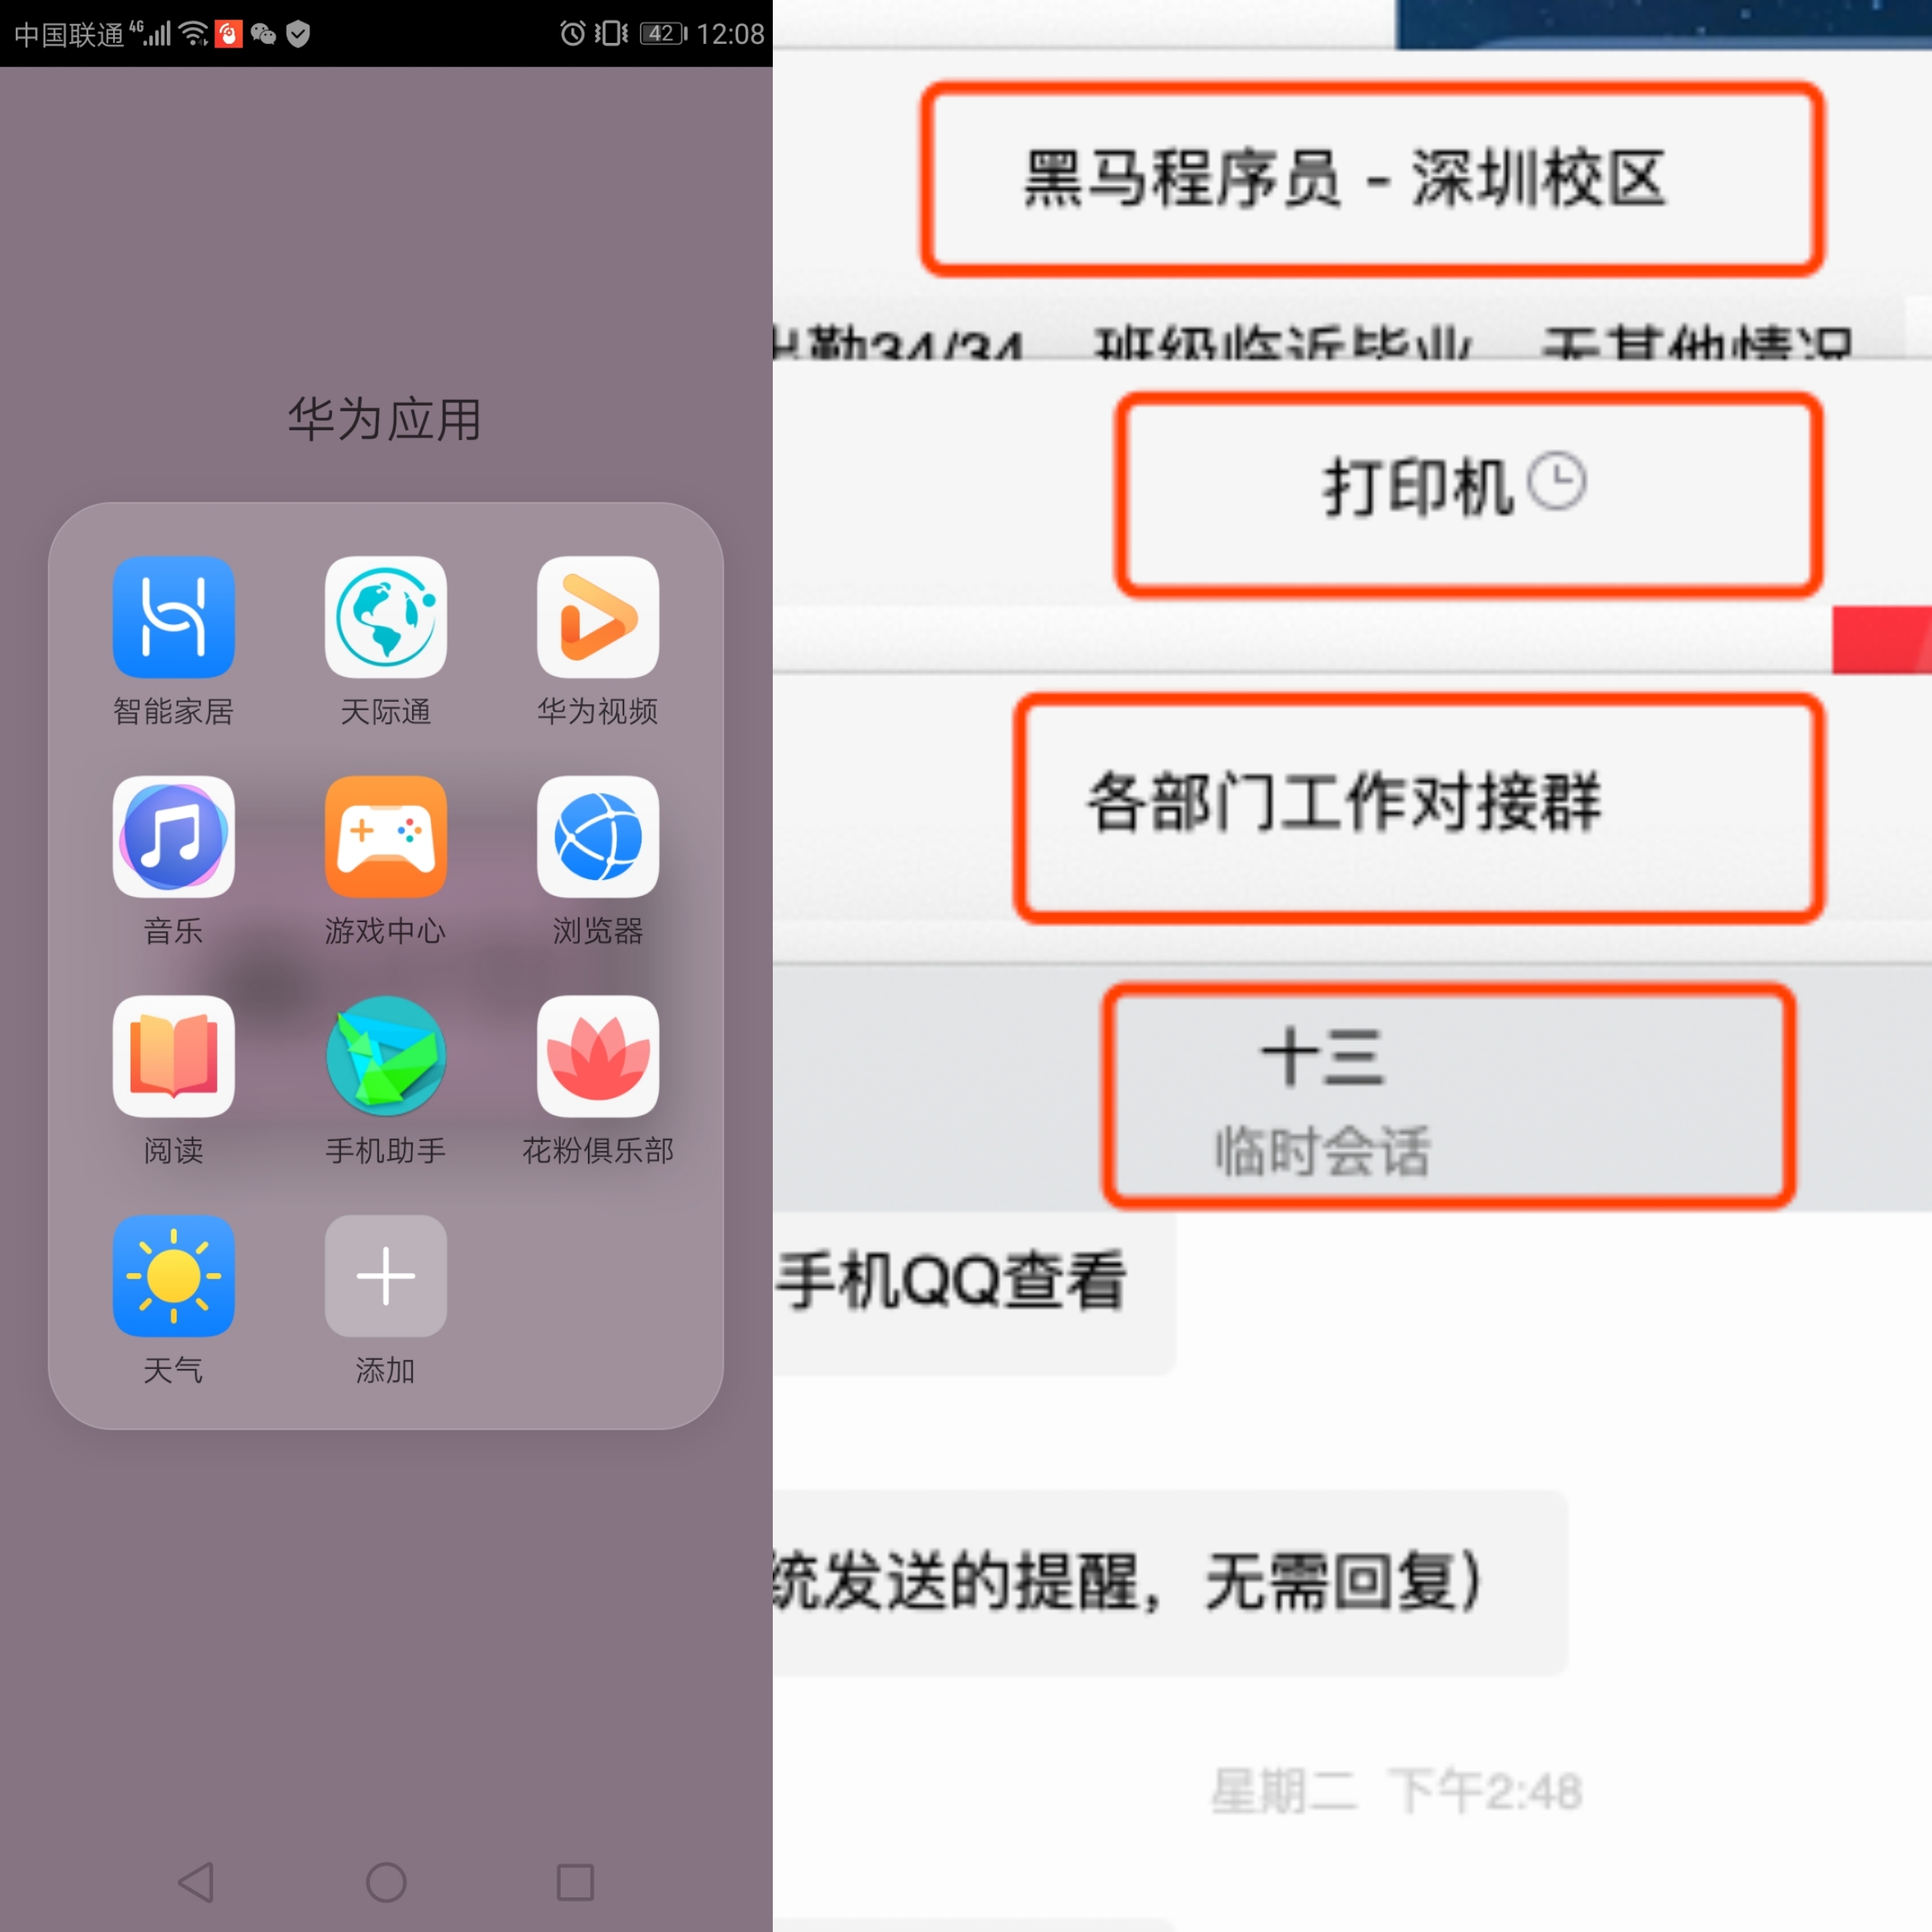 中国联通 4G 42 12:08
华为应用
智能家居 天际通 华为视频
音乐 游戏中心 浏览器
阅读 手机助手 花粉俱乐部
天气 添加
黑马程序员 - 深圳校区
出勤34/34 班级临近毕业 无其他情况
打印机
各部门工作对接群
十三
临时会话
手机QQ查看
统发送的提醒，无需回复）
星期二 下午2:48